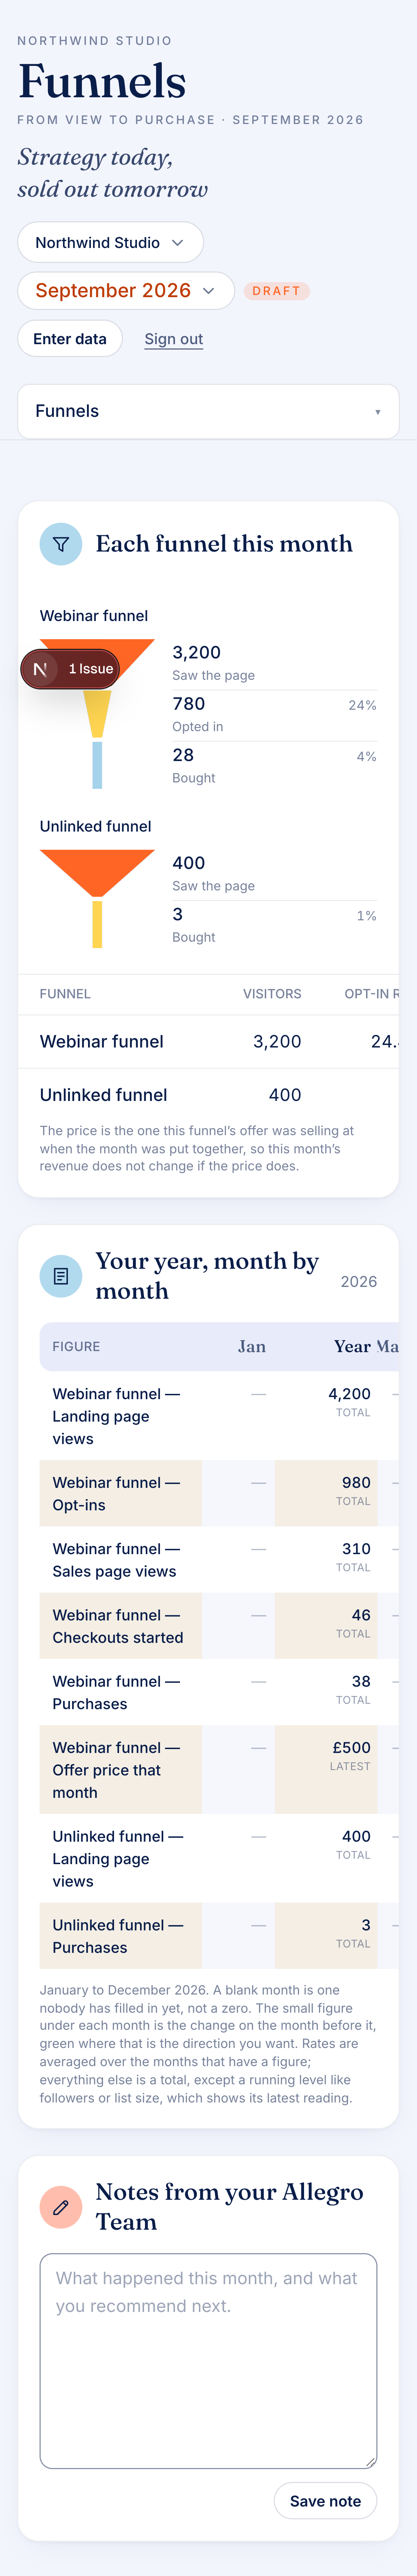 NORTHWIND STUDIO
Funnels
FROM VIEW TO PURCHASE · SEPTEMBER 2026
Strategy today,
sold out tomorrow
Northwind Studio
September 2026 DRAFT
Enter data Sign out
Funnels
Each funnel this month
Webinar funnel
3,200
Saw the page
N 1 Issue
780 24%
Opted in
28 4%
Bought
Unlinked funnel
400
Saw the page
3 1%
Bought
FUNNEL VISITORS OPT-IN R
Webinar funnel 3,200 24.
Unlinked funnel 400
The price is the one this funnel’s offer was selling at
when the month was put together, so this month’s
revenue does not change if the price does.
Your year, month by
month 2026
FIGURE Jan Year Ma
Webinar funnel — — 4,200 —
Landing page TOTAL
views
Webinar funnel — — 980 —
Opt-ins TOTAL
Webinar funnel — — 310 —
Sales page views TOTAL
Webinar funnel — — 46 —
Checkouts started TOTAL
Webinar funnel — — 38 —
Purchases TOTAL
Webinar funnel — — £500 —
Offer price that LATEST
month
Unlinked funnel — — 400 —
Landing page TOTAL
views
Unlinked funnel — — 3 —
Purchases TOTAL
January to December 2026. A blank month is one
nobody has filled in yet, not a zero. The small figure
under each month is the change on the month before it,
green where that is the direction you want. Rates are
averaged over the months that have a figure;
everything else is a total, except a running level like
followers or list size, which shows its latest reading.
Notes from your Allegro
Team
What happened this month, and what
you recommend next.
Save note